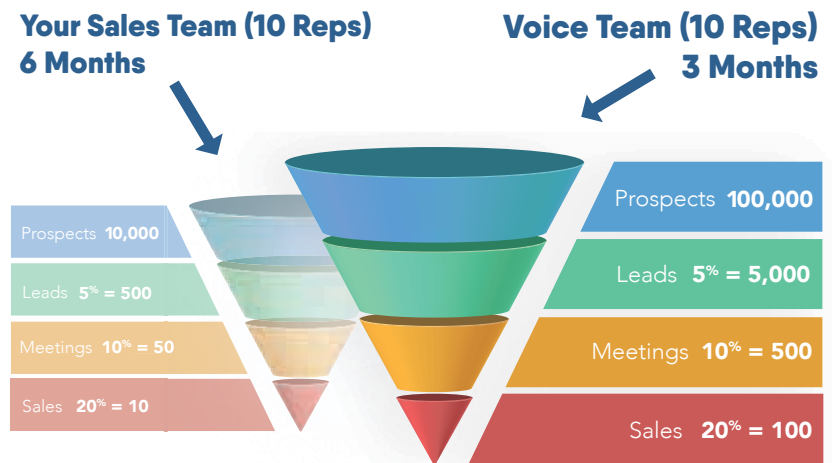 Your Sales Team (10 Reps)
6 Months
Voice Team (10 Reps)
3 Months
Prospects 10,000
Leads 5% = 500
Meetings 10% = 50
Sales 20% = 10
Prospects 100,000
Leads 5% = 5,000
Meetings 10% = 500
Sales 20% = 100